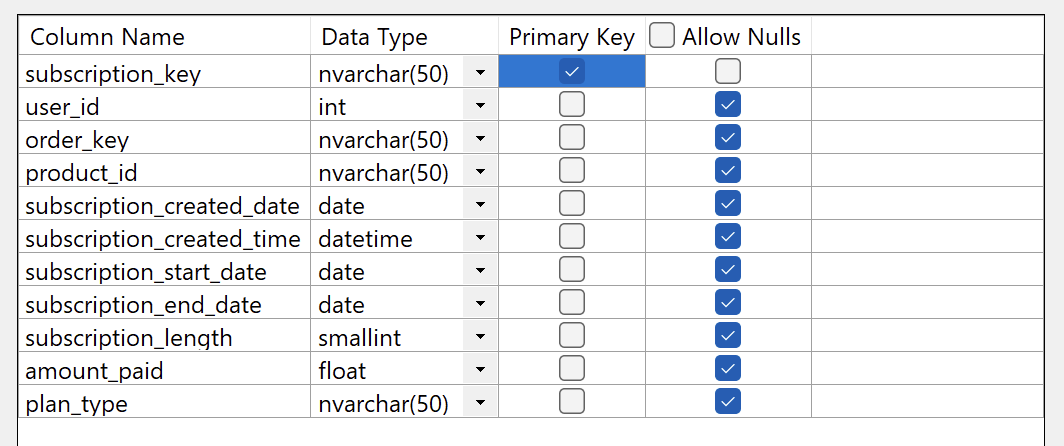 Column Name Data Type Primary Key Allow Nulls
subscription_key nvarchar(50)
user_id int
order_key nvarchar(50)
product_id nvarchar(50)
subscription_created_date date
subscription_created_time datetime
subscription_start_date date
subscription_end_date date
subscription_length smallint
amount_paid float
plan_type nvarchar(50)